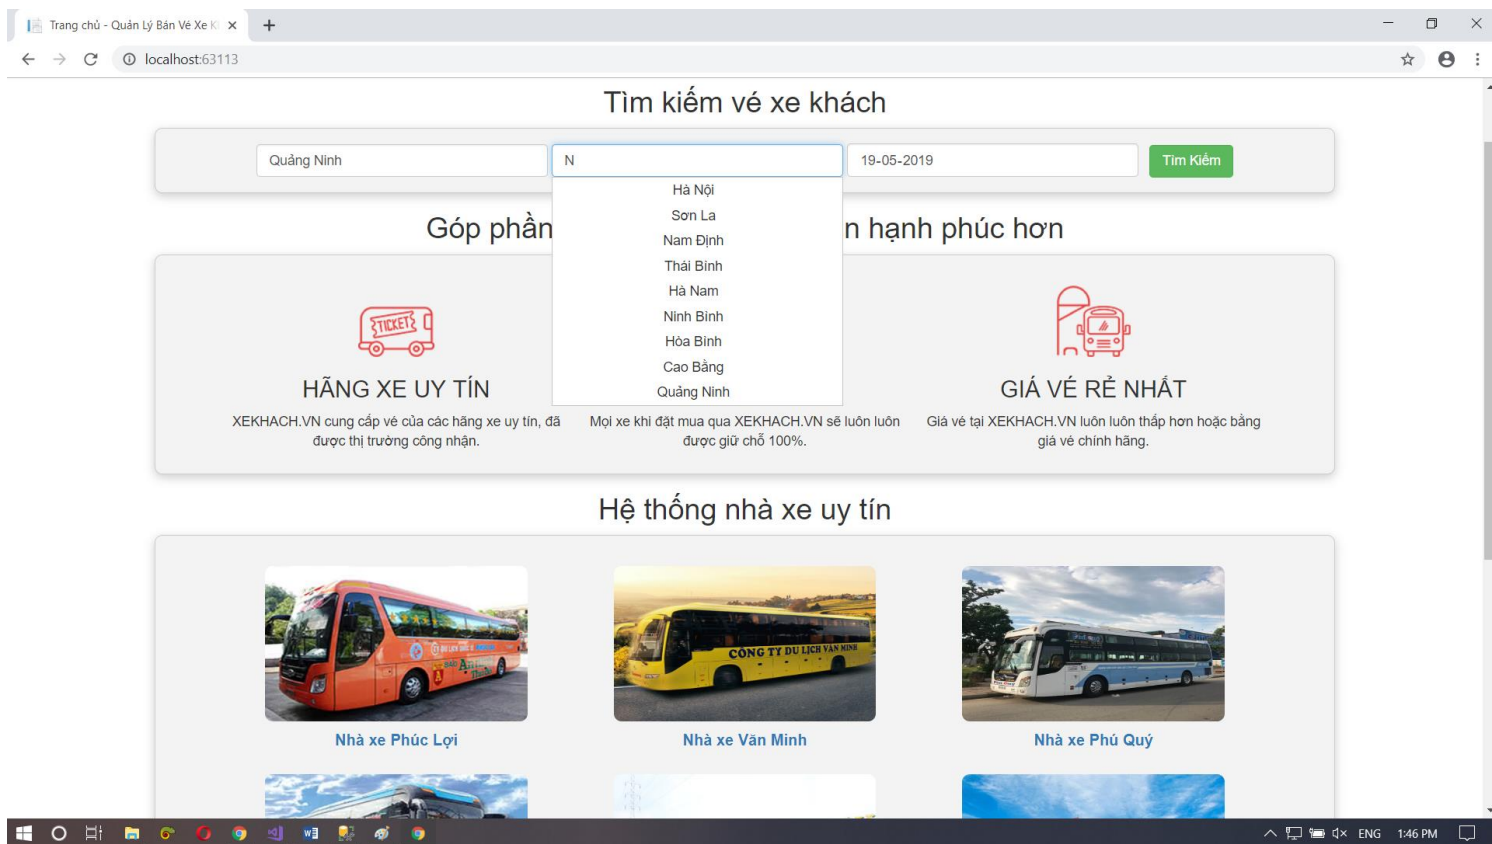 Trang chủ - Quản Lý Bán Vé Xe K
localhost:63113
Tìm kiếm vé xe khách
Quảng Ninh
N
19-05-2019
Tìm Kiếm
Hà Nội
Sơn La
Nam Định
Thái Bình
Hà Nam
Ninh Bình
Hòa Bình
Cao Bằng
Quảng Ninh
Góp phần
n hạnh phúc hơn
TICKET
HÃNG XE UY TÍN
XEKHACH.VN cung cấp vé của các hãng xe uy tín, đã
được thị trường công nhận.
Mọi xe khi đặt mua qua XEKHACH.VN sẽ luôn luôn
được giữ chỗ 100%.
GIÁ VÉ RẺ NHẤT
Giá vé tại XEKHACH.VN luôn luôn thấp hơn hoặc bằng
giá vé chính hãng.
Hệ thống nhà xe uy tín
CÔNG TY DU LỊCH VĂN MINH
Nhà xe Phúc Lợi
Nhà xe Văn Minh
Nhà xe Phú Quý
ENG
1:46 PM